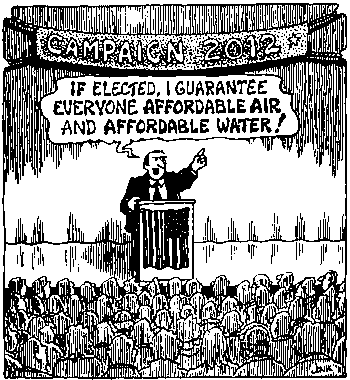 CAMPAIGN 2012
IF ELECTED, I GUARANTEE
EVERYONE AFFORDABLE AIR
AND AFFORDABLE WATER!